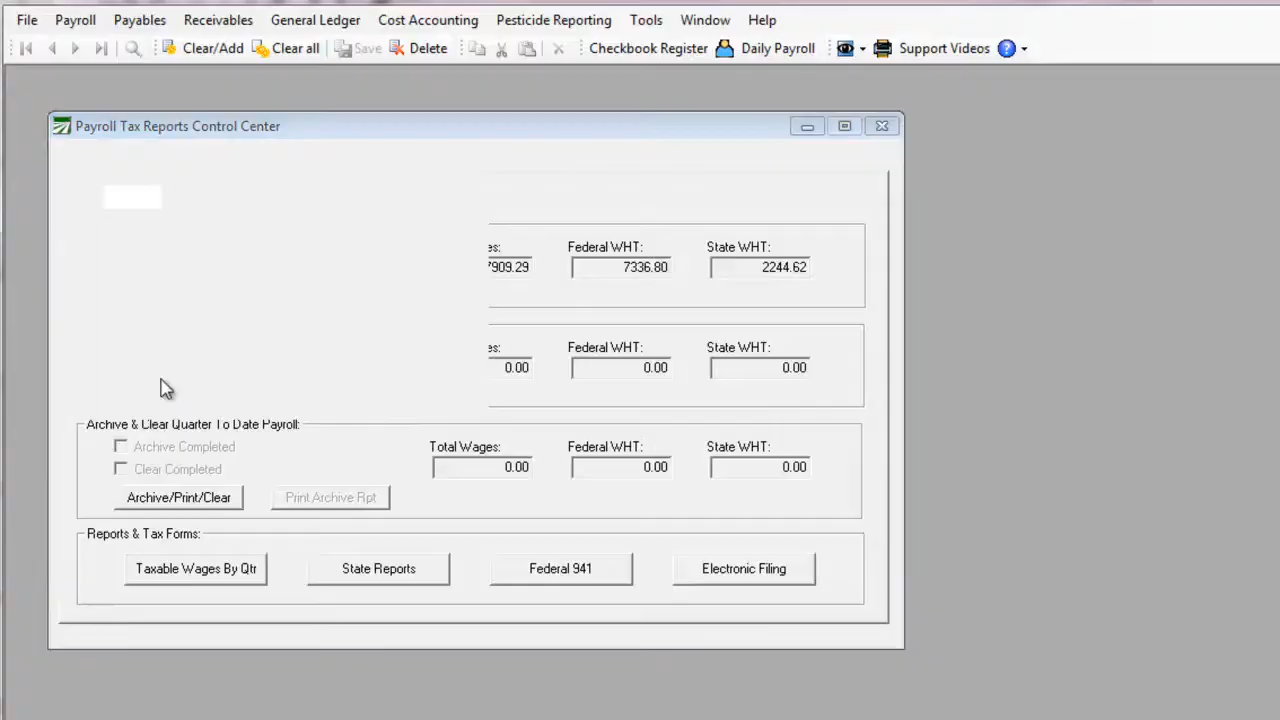 File Payroll Payables Receivables General Ledger Cost Accounting Pesticide Reporting Tools Window Help
Clear/Add Clear all Save Delete Checkbook Register Daily Payroll Support Videos
Payroll Tax Reports Control Center
es: Federal WHT: State WHT:
7909.29 7336.80 2244.62
es: Federal WHT: State WHT:
0.00 0.00 0.00
Archive & Clear Quarter To Date Payroll:
Archive Completed Total Wages: Federal WHT: State WHT:
Clear Completed 0.00 0.00 0.00
Archive/Print/Clear Print Archive Rpt
Reports & Tax Forms:
Taxable Wages By Qtr State Reports Federal 941 Electronic Filing